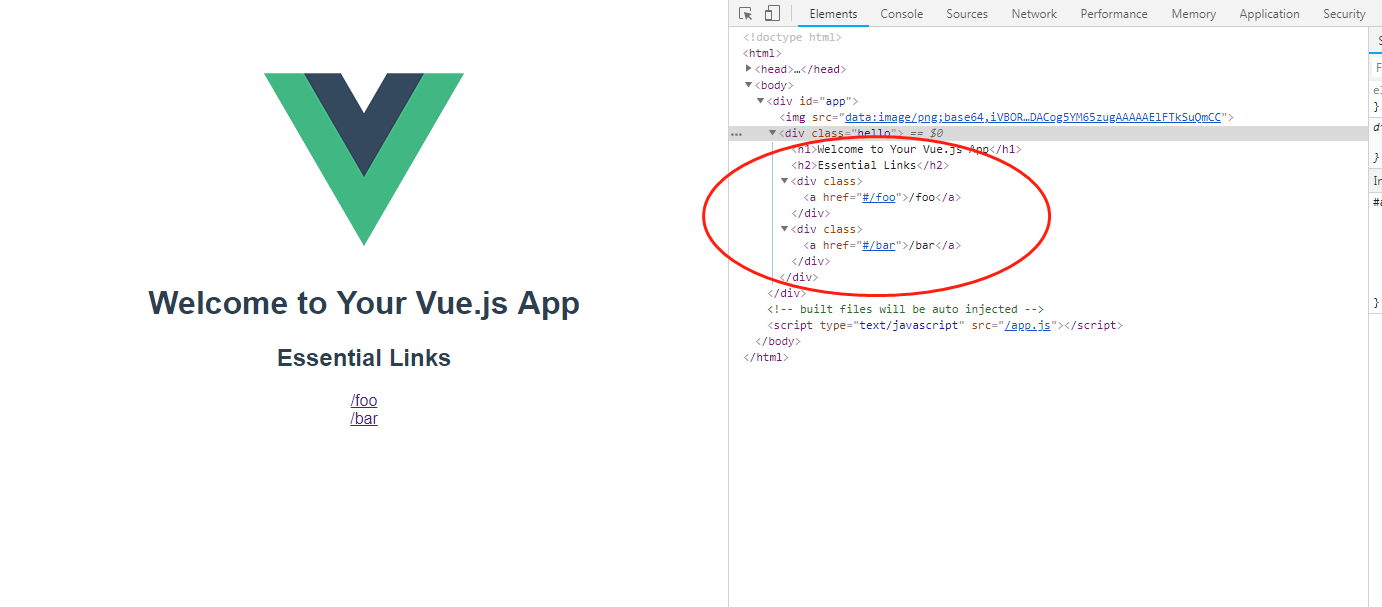 Welcome to Your Vue.js App
Essential Links
/foo
/bar
Elements Console Sources Network Performance Memory Application Security
<!doctype html>
<html>
<head>…</head>
<body>
<div id="app">
<img src="data:image/png;base64,iVBOR…DACog5YM65zugAAAAAElFTkSuQmCC">
… <div class="hello"> == $0
<h1>Welcome to Your Vue.js App</h1>
<h2>Essential Links</h2>
<div class>
<a href="#/foo">/foo</a>
</div>
<div class>
<a href="#/bar">/bar</a>
</div>
</div>
</div>
<!-- built files will be auto injected -->
<script type="text/javascript" src="/app.js"></script>
</body>
</html>
}
}
}